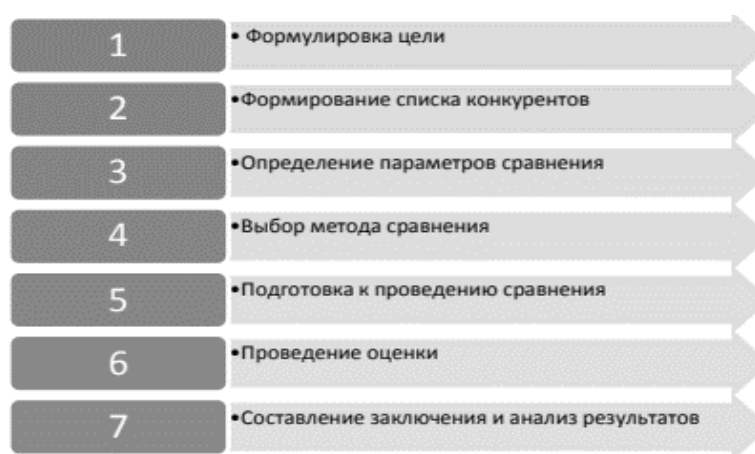 1
• Формулировка цели
2
•Формирование списка конкурентов
3
•Определение параметров сравнения
4
•Выбор метода сравнения
5
•Подготовка к проведению сравнения
6
•Проведение оценки
7
•Составление заключения и анализ результатов